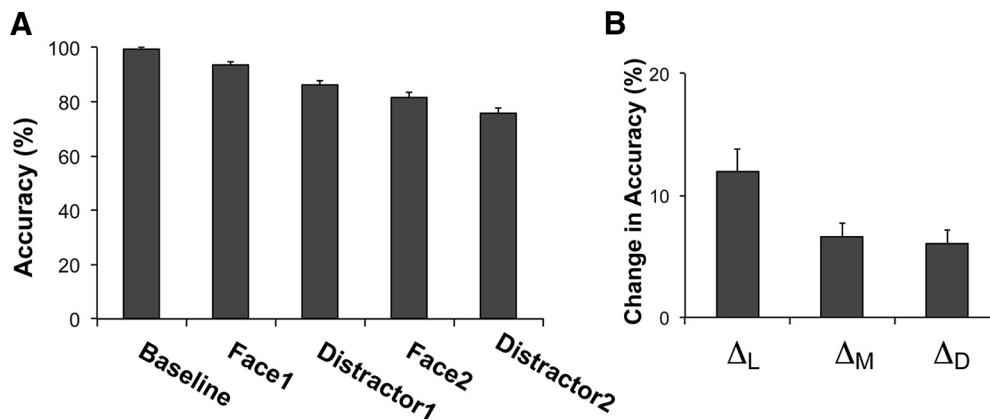 A
Accuracy (%)
100
80
60
40
20
0
Baseline
Face1
Distractor1
Face2
Distractor2
B
Change in Accuracy (%)
20
10
0
ΔL
ΔM
ΔD